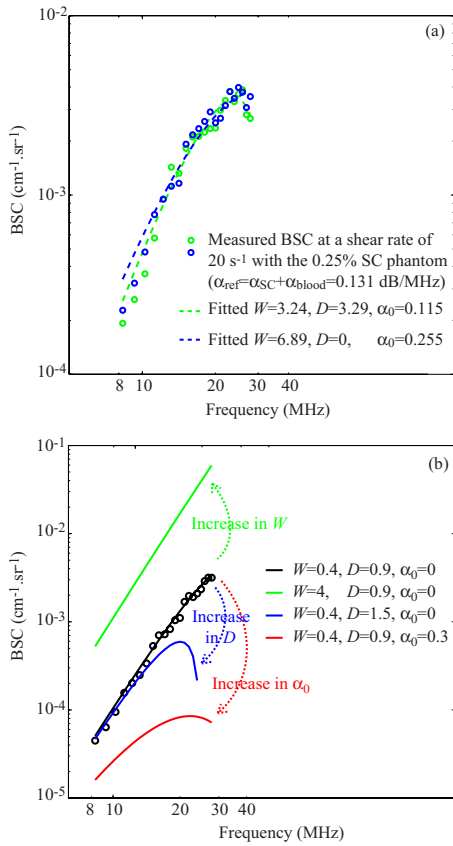 (a)
10⁻²
10⁻³
10⁻⁴
BSC (cm⁻¹.sr⁻¹)
Measured BSC at a shear rate of
20 s⁻¹ with the 0.25% SC phantom
(α_ref=α_SC+α_blood=0.131 dB/MHz)
Fitted W=3.24, D=3.29, α₀=0.115
Fitted W=6.89, D=0, α₀=0.255
8 10 20 30 40
Frequency (MHz)
(b)
10⁻¹
10⁻²
10⁻³
10⁻⁴
10⁻⁵
BSC (cm⁻¹.sr⁻¹)
Increase in W
W=0.4, D=0.9, α₀=0
W=4, D=0.9, α₀=0
W=0.4, D=1.5, α₀=0
W=0.4, D=0.9, α₀=0.3
Increase
in D
Increase in α₀
8 10 20 30 40
Frequency (MHz)